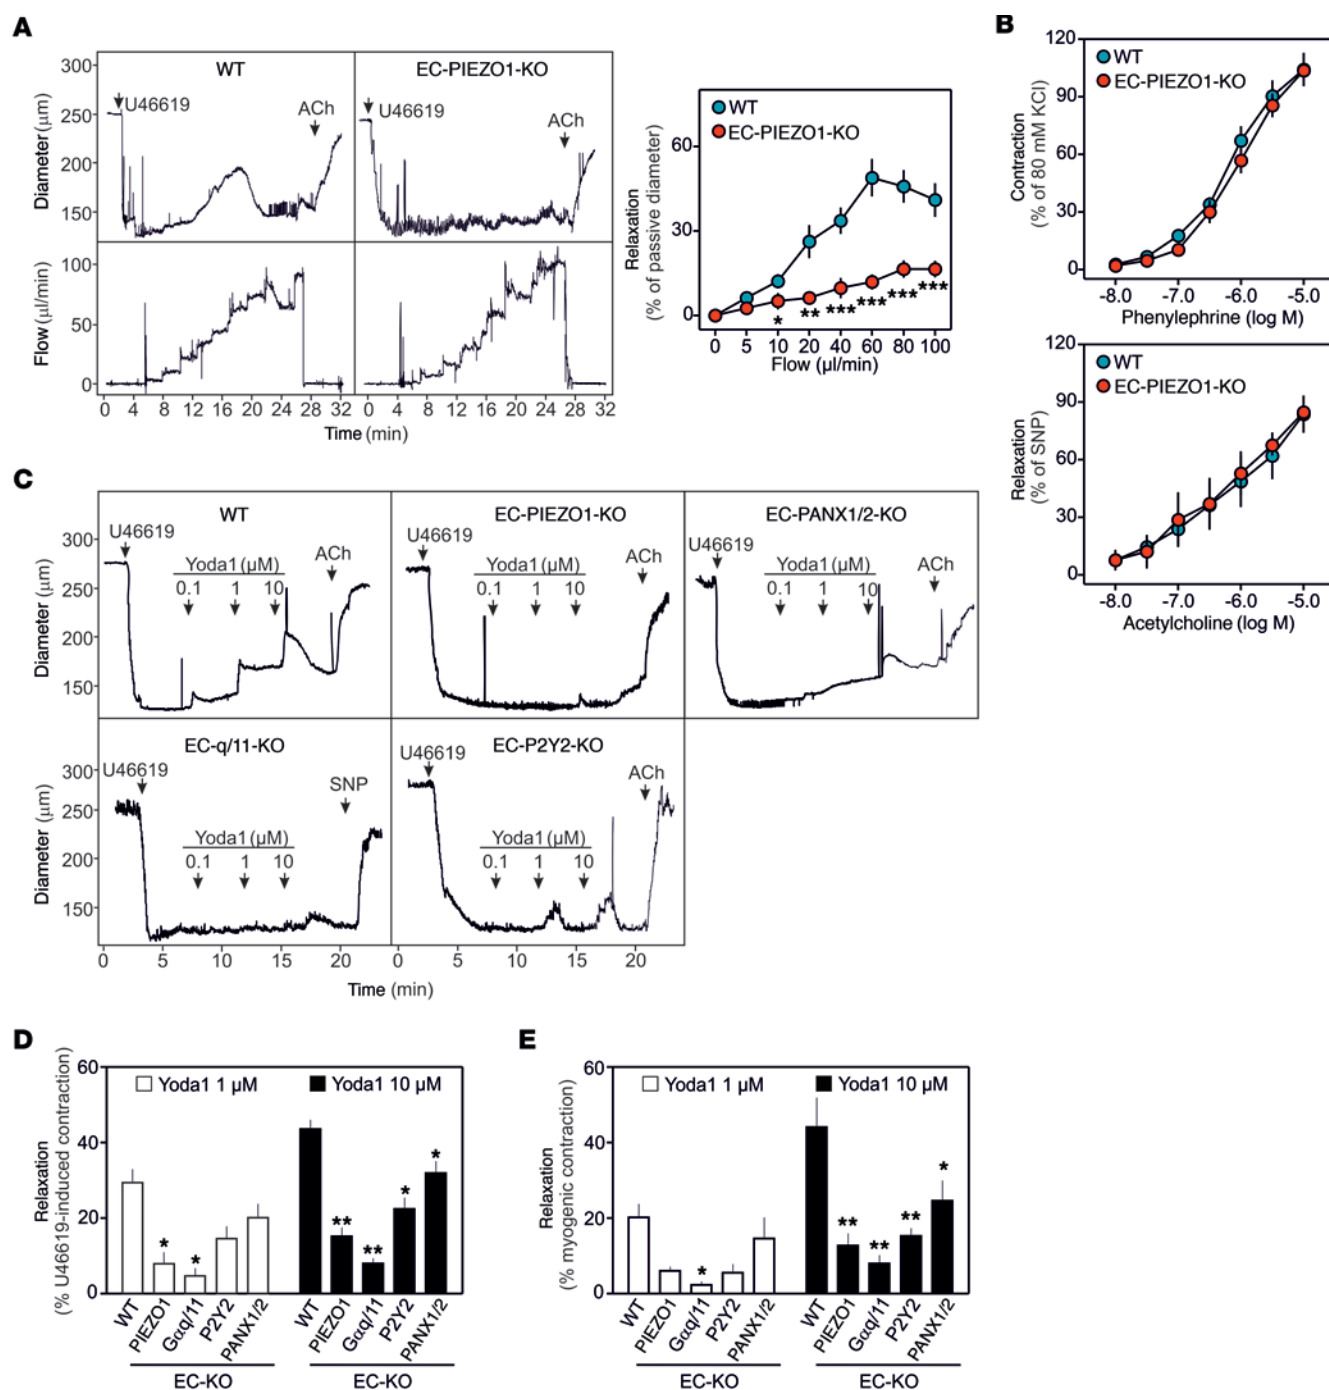 A
WT
EC-PIEZO1-KO
300
250
200
150
Diameter (μm)
U46619
ACh
U46619
ACh
100
50
0
Flow (μl/min)
0 4 8 12 16 20 24 28 32
0 4 8 12 16 20 24 28 32
Time (min)
WT
EC-PIEZO1-KO
60
30
0
Relaxation
(% of passive diameter)
* ** *** *** *** ***
0 5 10 20 40 60 80 100
Flow (μl/min)
B
120
90
60
30
0
Contraction
(% of 80 mM KCl)
WT
EC-PIEZO1-KO
-8.0 -7.0 -6.0 -5.0
Phenylephrine (log M)
120
90
60
30
0
Relaxation
(% of SNP)
WT
EC-PIEZO1-KO
-8.0 -7.0 -6.0 -5.0
Acetylcholine (log M)
C
WT
EC-PIEZO1-KO
EC-PANX1/2-KO
300
250
200
150
Diameter (μm)
U46619
Yoda1 (μM)
0.1 1 10
ACh
U46619
Yoda1 (μM)
0.1 1 10
ACh
U46619
Yoda1 (μM)
0.1 1 10
ACh
EC-q/11-KO
EC-P2Y2-KO
300
250
200
150
Diameter (μm)
U46619
Yoda1 (μM)
0.1 1 10
SNP
U46619
Yoda1 (μM)
0.1 1 10
ACh
0 5 10 15 20
0 5 10 15 20
Time (min)
D
60
40
20
0
Relaxation
(% U46619-induced contraction)
Yoda1 1 μM
Yoda1 10 μM
* *
** ** * *
WT PIEZO1 Gαq/11 P2Y2 PANX1/2
WT PIEZO1 Gαq/11 P2Y2 PANX1/2
EC-KO
EC-KO
E
60
40
20
0
Relaxation
(% myogenic contraction)
Yoda1 1 μM
Yoda1 10 μM
*
** ** ** *
WT PIEZO1 Gαq/11 P2Y2 PANX1/2
WT PIEZO1 Gαq/11 P2Y2 PANX1/2
EC-KO
EC-KO